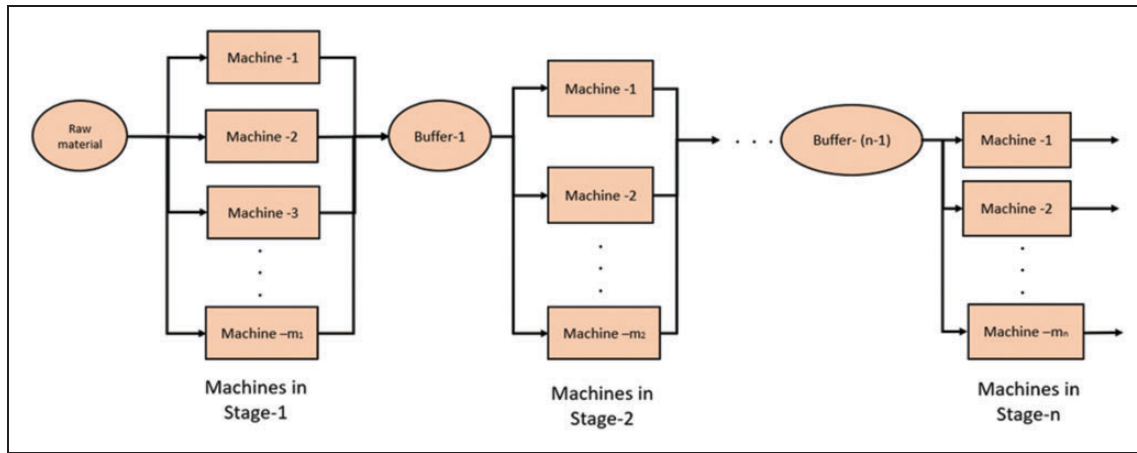 Raw
material
Machine -1
Machine -2
Machine -3
Machine –m₁
Machines in
Stage-1
Buffer-1
Machine -1
Machine -2
Machine –m₂
Machines in
Stage-2
Buffer- (n-1)
Machine -1
Machine -2
Machine –mₙ
Machines in
Stage-n